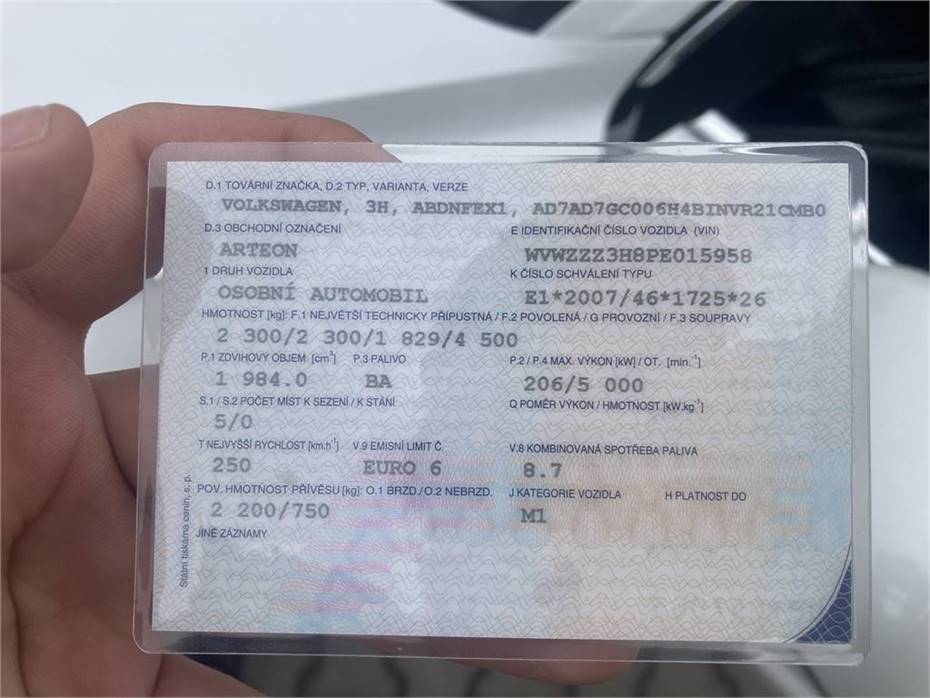 D.1 TOVÁRNÍ ZNAČKA, D.2 TYP, VARIANTA, VERZE
VOLKSWAGEN, 3H, ABDNFEX1, AD7AD7GC006H4BINVR21CMB0
D.3 OBCHODNÍ OZNAČENÍ E IDENTIFIKAČNÍ ČÍSLO VOZIDLA (VIN)
ARTEON WVWZZZ3H8PE015958
1 DRUH VOZIDLA K ČÍSLO SCHVÁLENÍ TYPU
OSOBNÍ AUTOMOBIL E1*2007/46*1725*26
HMOTNOST [kg]: F.1 NEJVĚTŠÍ TECHNICKY PŘÍPUSTNÁ / F.2 POVOLENÁ / G PROVOZNÍ / F.3 SOUPRAVY
2 300/2 300/1 829/4 500
P.1 ZDVIHOVÝ OBJEM [cm³] P.3 PALIVO P.2 / P.4 MAX. VÝKON [kW] / OT. [min.⁻¹]
1 984.0 BA 206/5 000
S.1 / S.2 POČET MÍST K SEZENÍ / K STÁNÍ Q POMĚR VÝKON / HMOTNOST [kW.kg⁻¹]
5/0
T NEJVYŠŠÍ RYCHLOST [km.h⁻¹] V.9 EMISNÍ LIMIT Č. V.8 KOMBINOVANÁ SPOTŘEBA PALIVA
250 EURO 6 8.7
POV. HMOTNOST PŘÍVĚSU [kg]: O.1 BRZD./O.2 NEBRZD. J KATEGORIE VOZIDLA H PLATNOST DO
2 200/750 M1
JINÉ ZÁZNAMY
Státní tiskárna cenin, s. p.